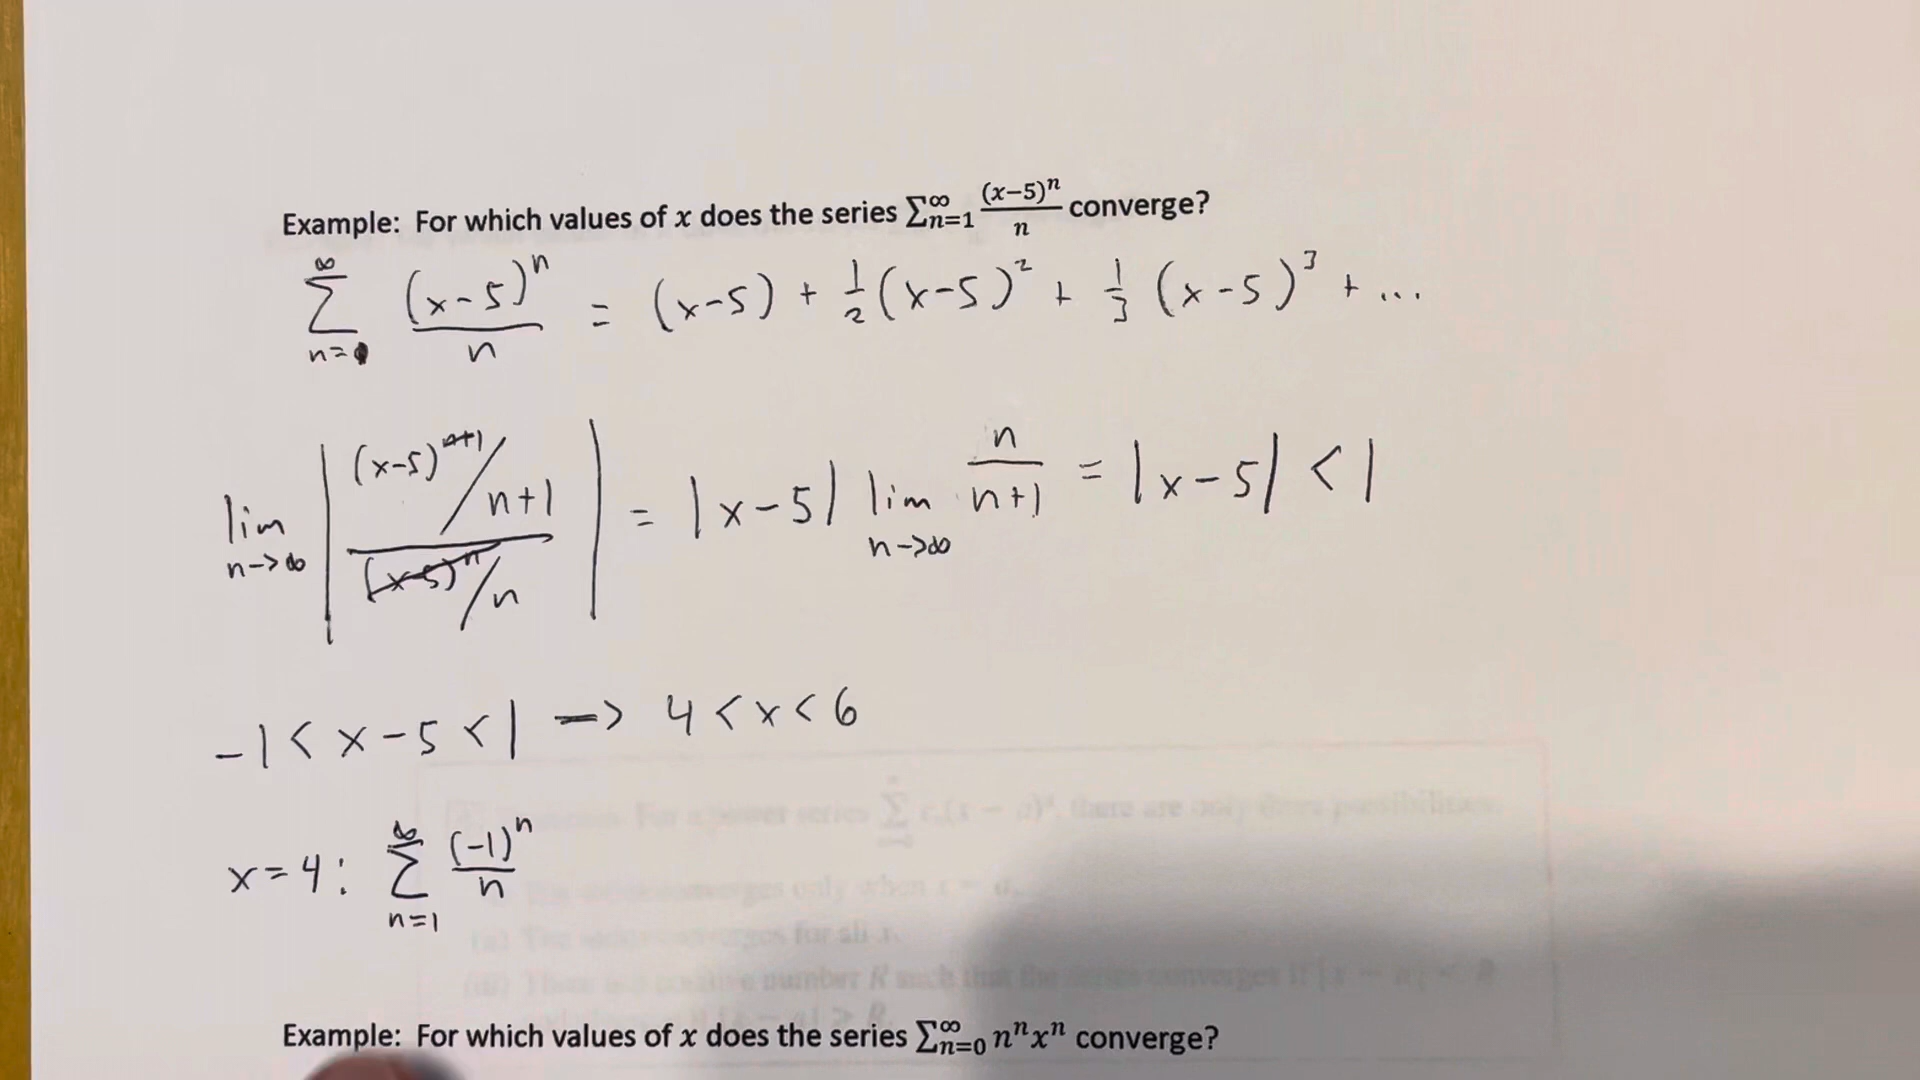 Example: For which values of x does the series ∑_{n=1}^{∞} (x−5)^n / n converge?
∑_{n=1}^{∞} (x-5)^n / n = (x-5) + 1/2 (x-5)^2 + 1/3 (x-5)^3 + ...
lim_{n->∞} | ((x-5)^{n+1} / n+1) / ((x-5)^n / n) | = |x-5| lim_{n->∞} n/(n+1) = |x-5| < 1
-1 < x-5 < 1 -> 4 < x < 6
x=4: ∑_{n=1}^{∞} (-1)^n / n
Example: For which values of x does the series ∑_{n=0}^{∞} n^n x^n converge?